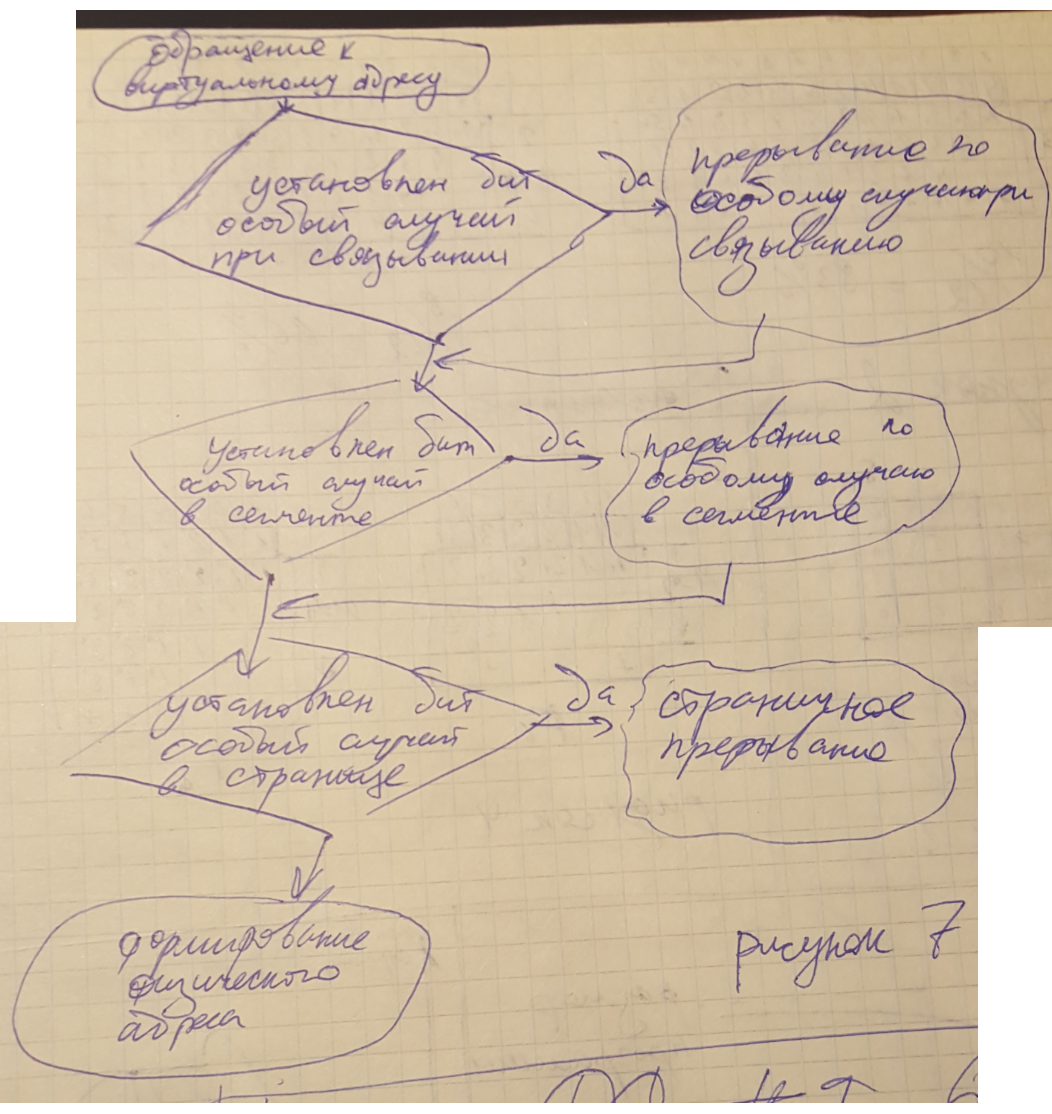 обращение к
виртуальному адресу
установлен бит
особый случай
при связывании
да
прерывание по
особому случаю при
связыванию
установлен бит
особый случай
в сегменте
да
прерывание по
особому случаю
в сегменте
установлен бит
особый случай
в странице
да
страничное
прерывание
формирование
физического
адреса
рисунок 7